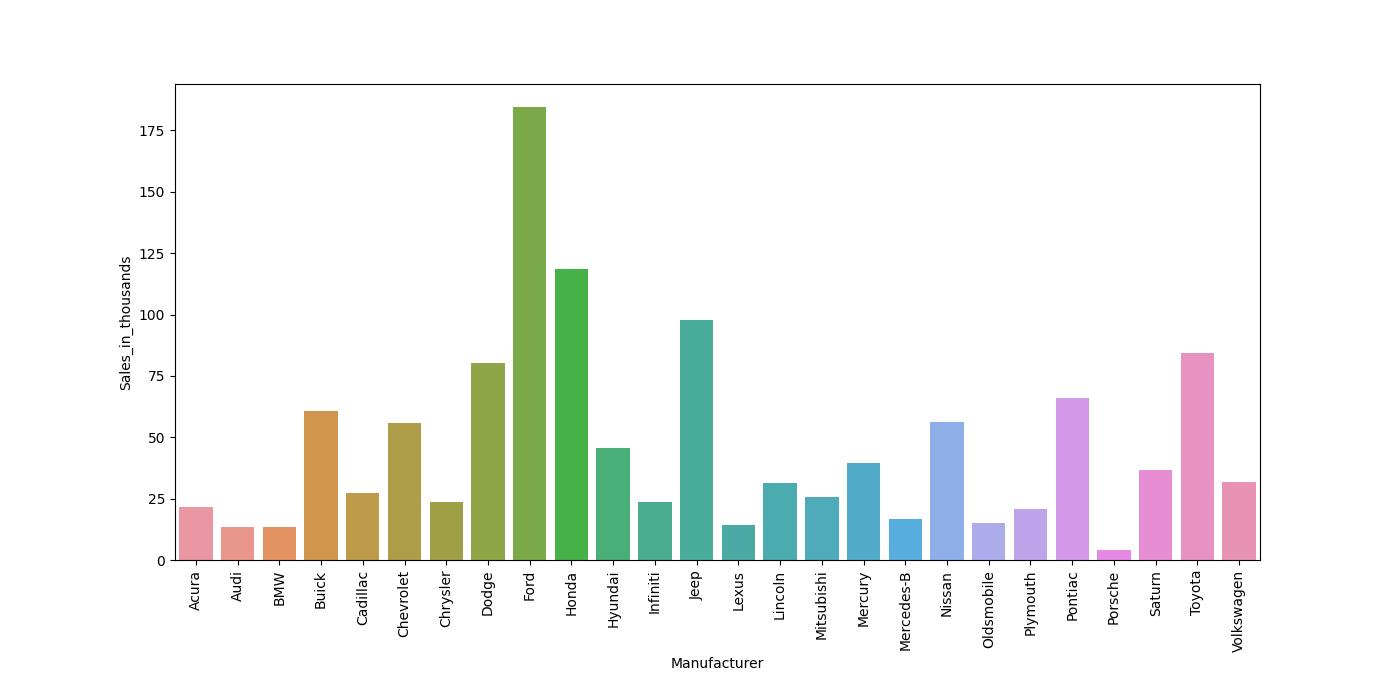 175
150
125
100
75
50
25
0
Sales_in_thousands
Acura
Audi
BMW
Buick
Cadillac
Chevrolet
Chrysler
Dodge
Ford
Honda
Hyundai
Infiniti
Jeep
Lexus
Lincoln
Mitsubishi
Mercury
Mercedes-B
Nissan
Oldsmobile
Plymouth
Pontiac
Porsche
Saturn
Toyota
Volkswagen
Manufacturer